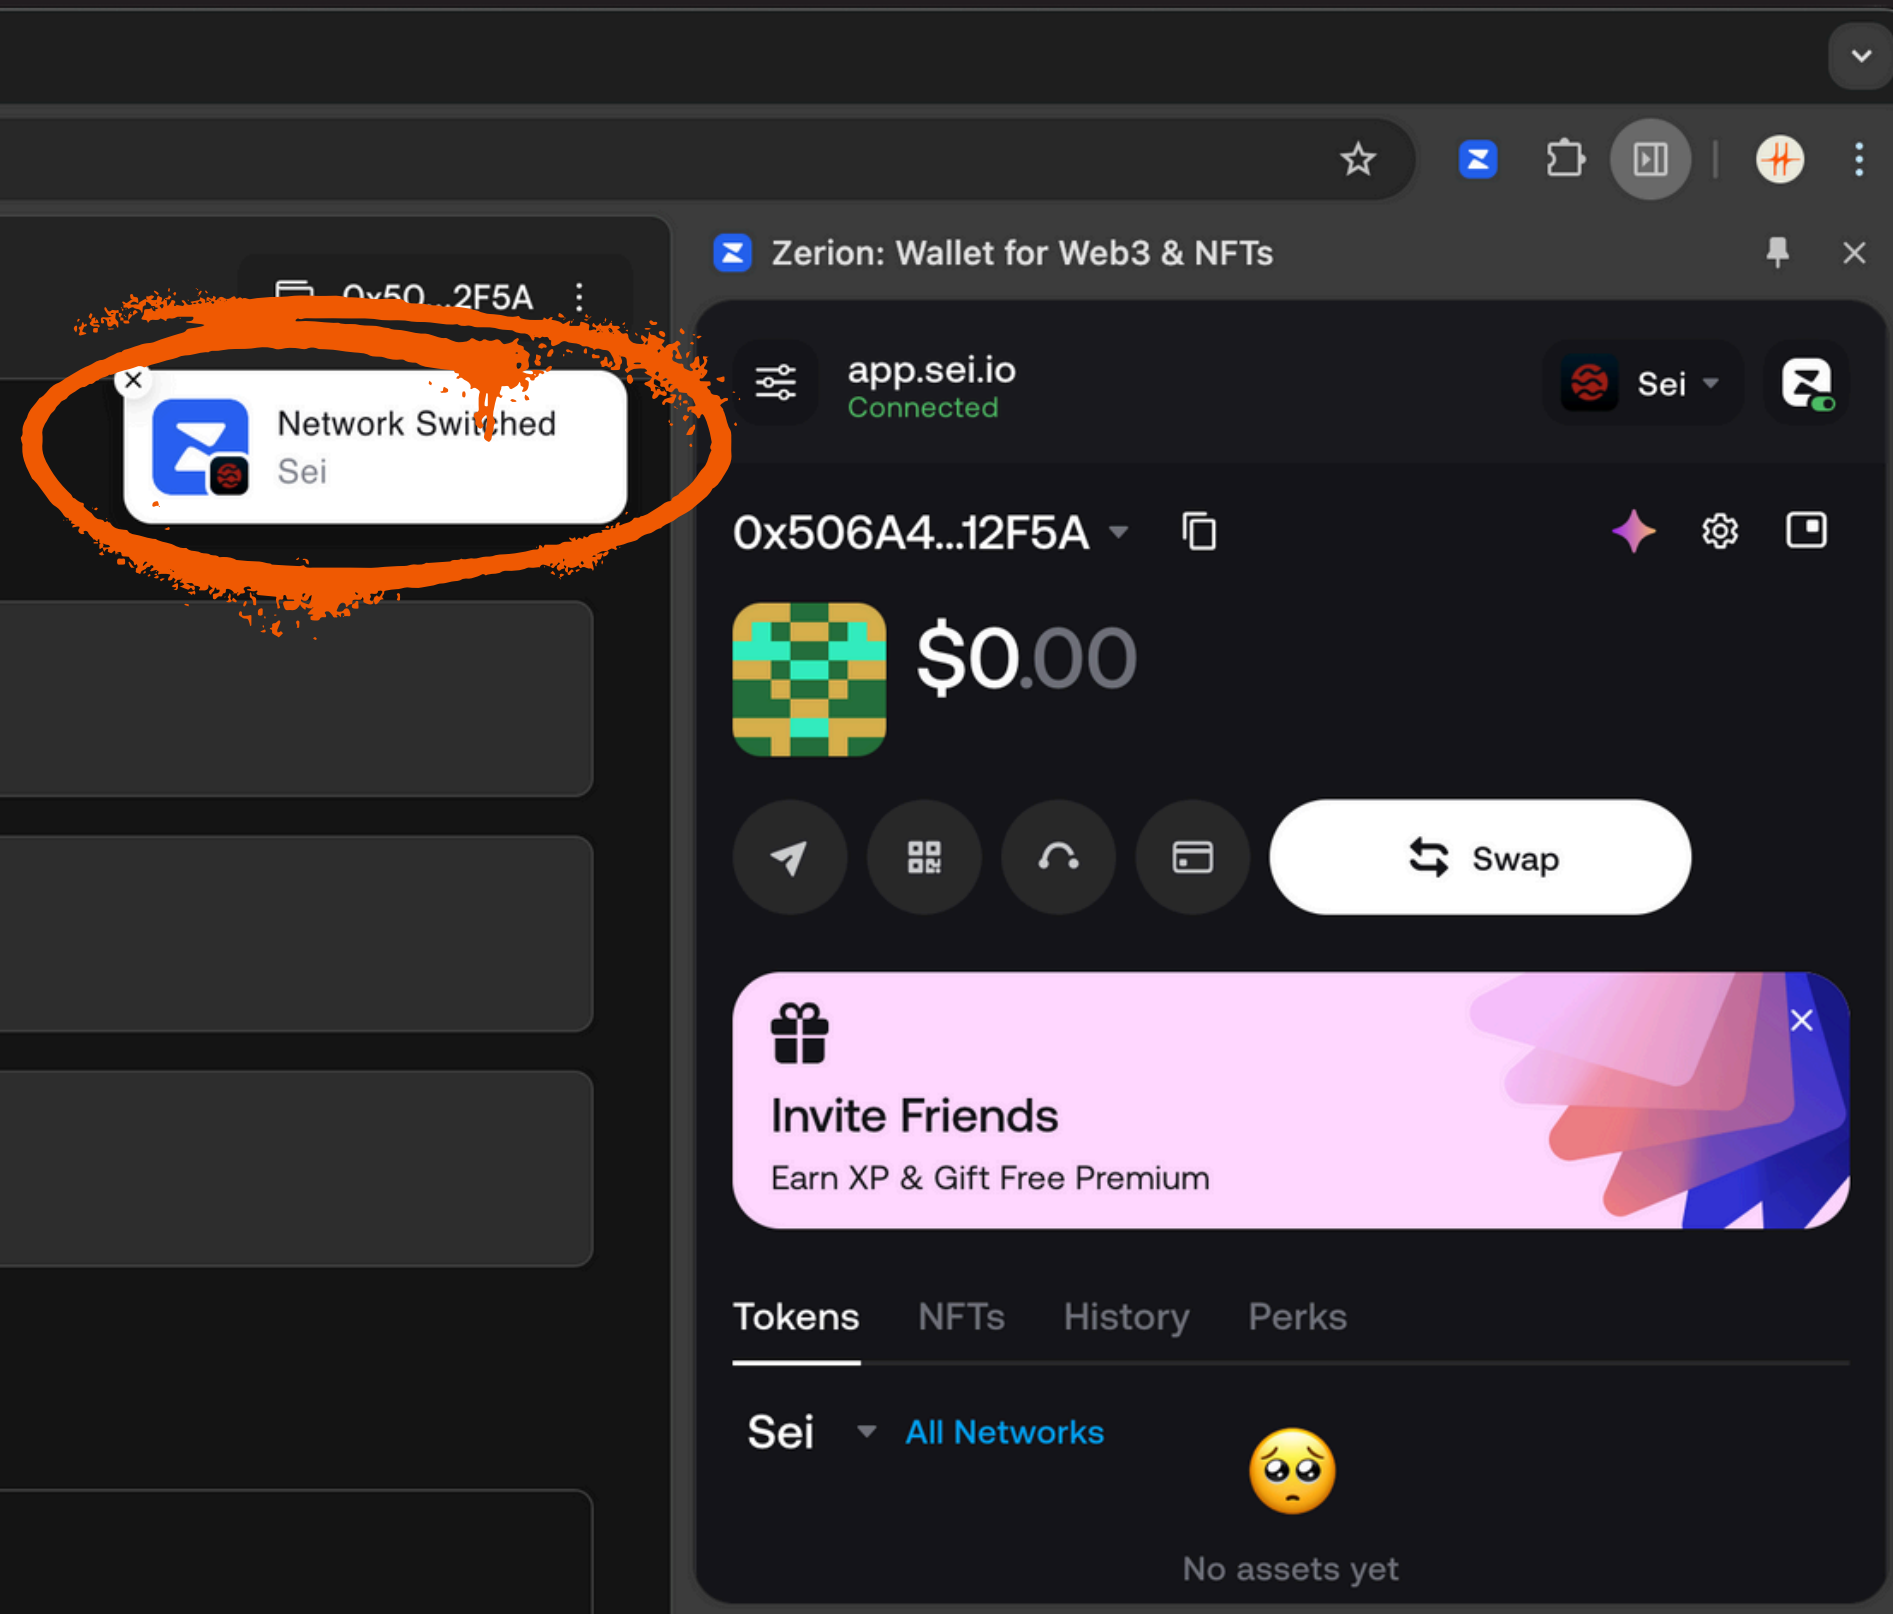 Zerion: Wallet for Web3 & NFTs
0x50...2F5A
Network Switched
Sei
app.sei.io
Connected
Sei
0x506A4...12F5A
$0.00
Swap
Invite Friends
Earn XP & Gift Free Premium
Tokens NFTs History Perks
Sei All Networks
No assets yet